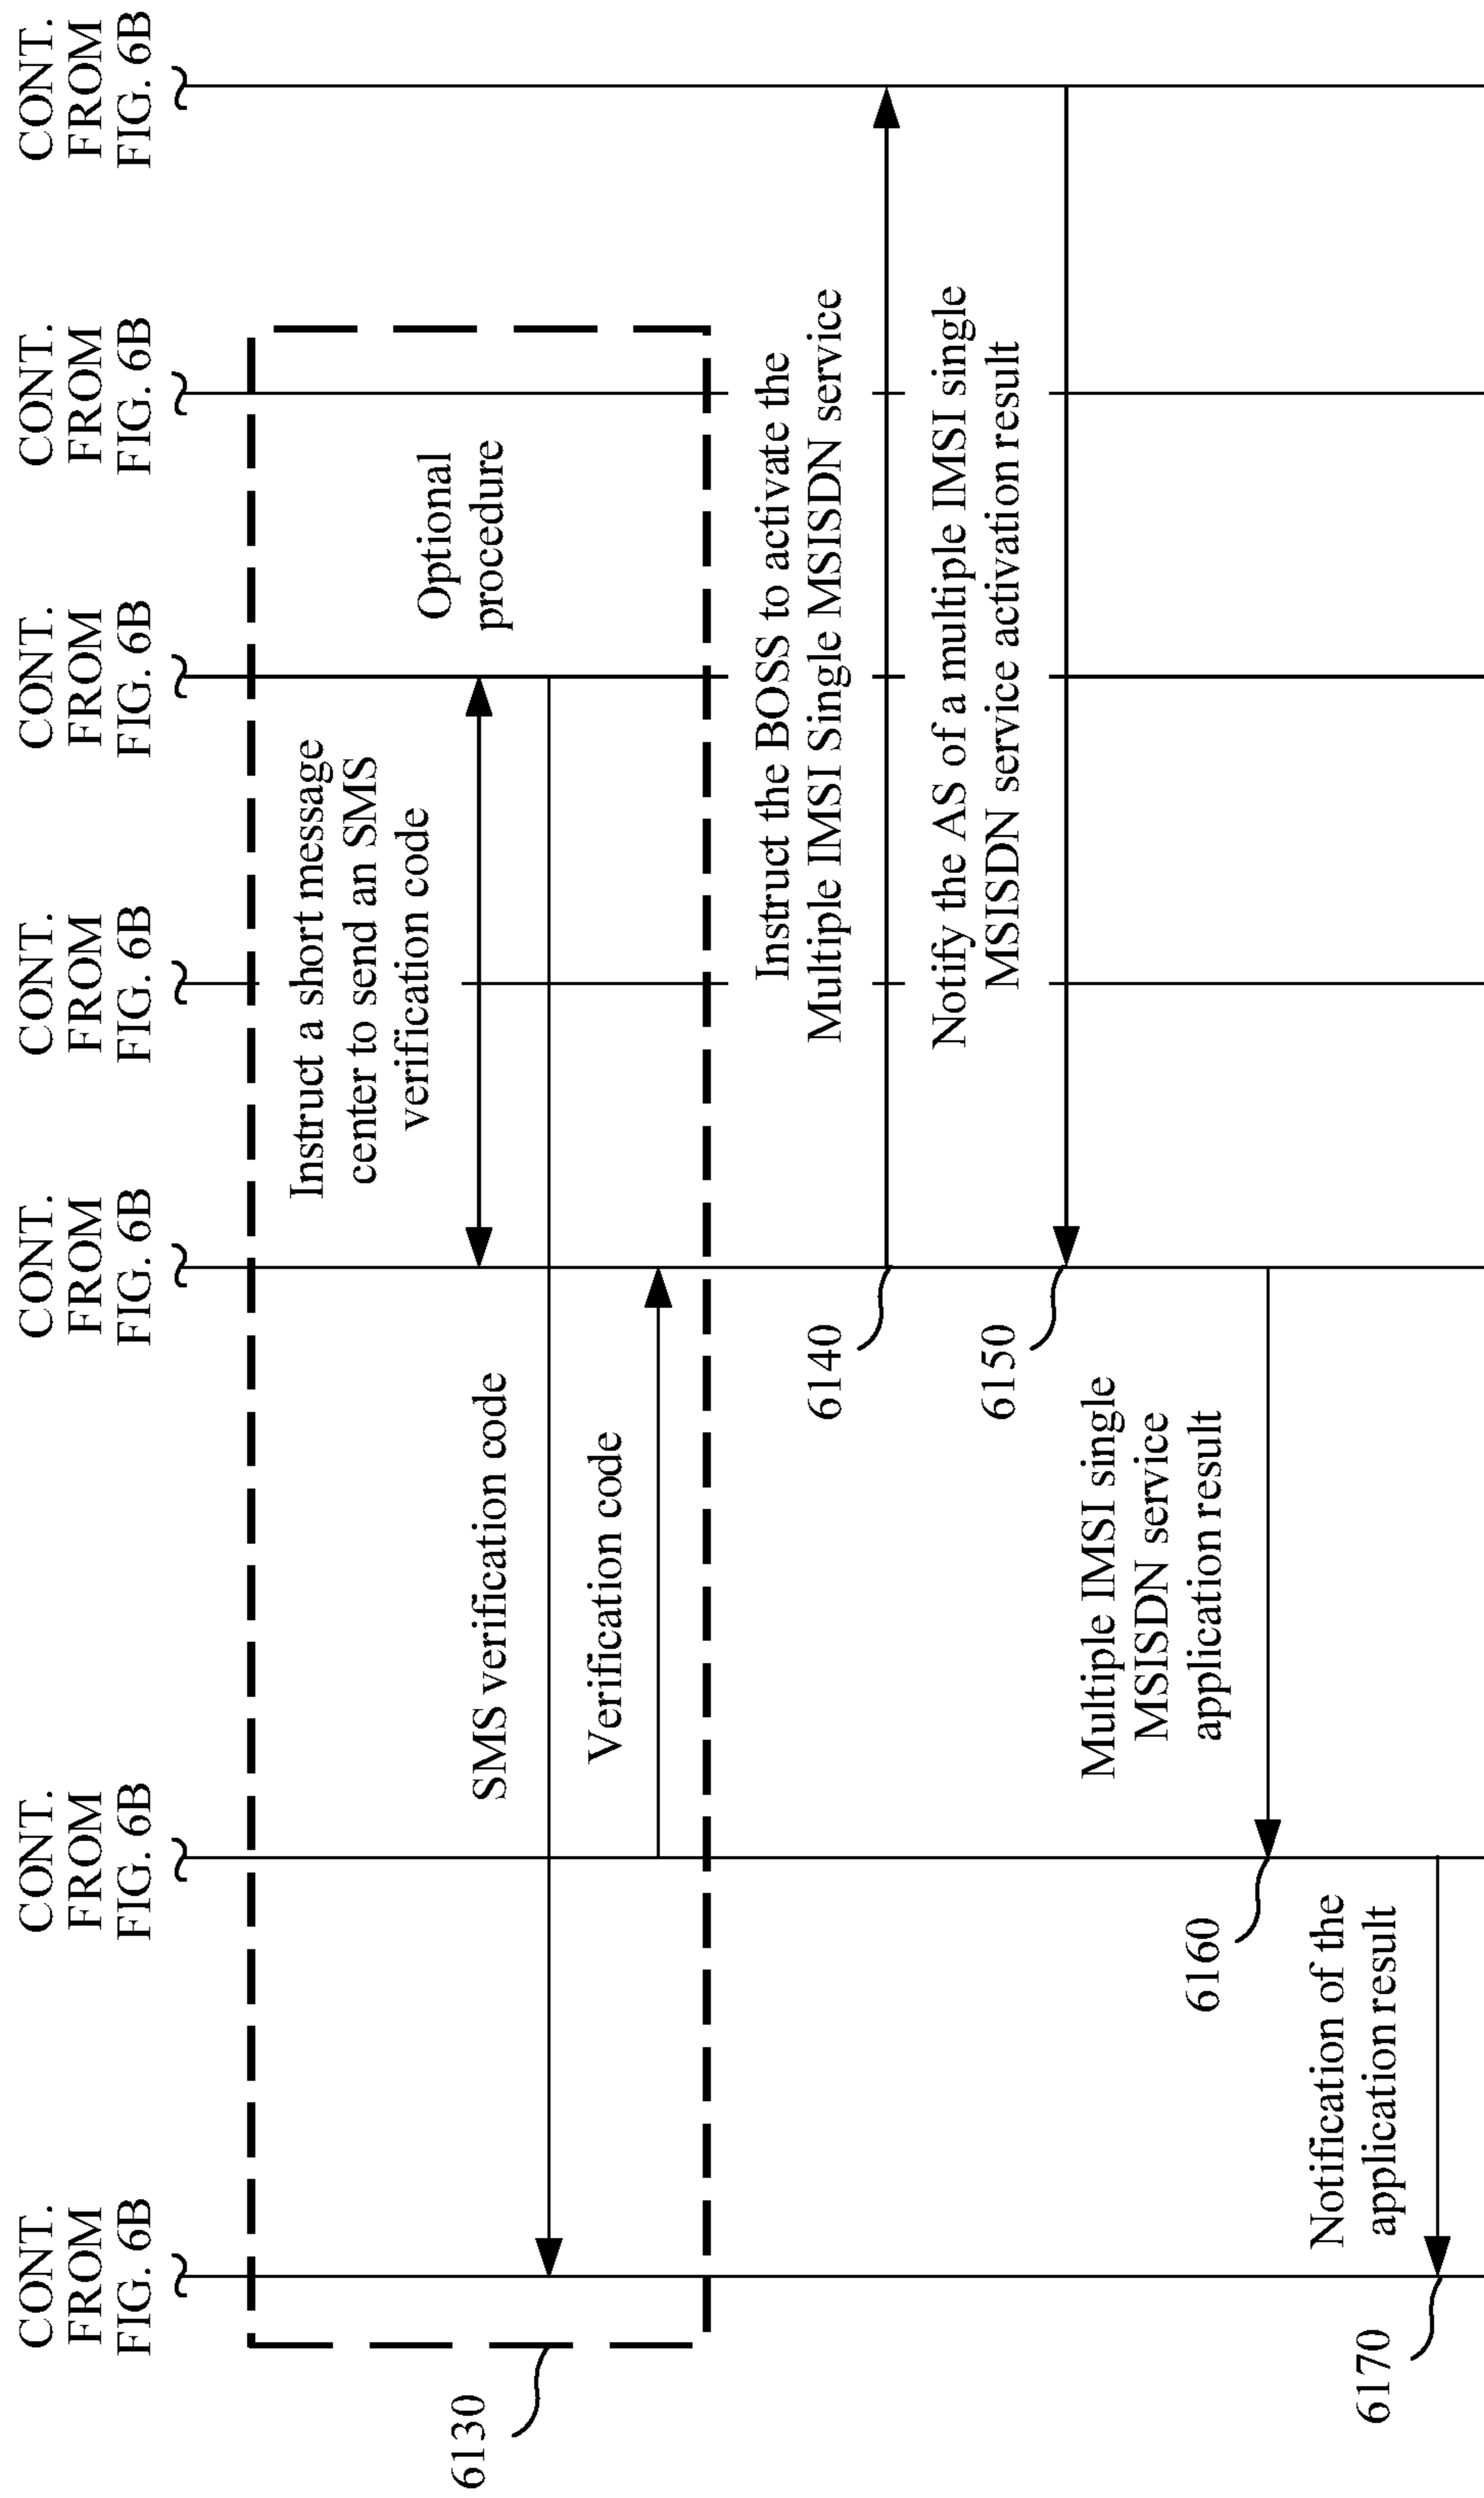 CONT.
FROM
FIG. 6B
CONT.
FROM
FIG. 6B
CONT.
FROM
FIG. 6B
CONT.
FROM
FIG. 6B
CONT.
FROM
FIG. 6B
CONT.
FROM
FIG. 6B
CONT.
FROM
FIG. 6B
Instruct a short message
center to send an SMS
verification code
Optional
procedure
6130
SMS verification code
Verification code
Instruct the BOSS to activate the
Multiple IMSI Single MSISDN service
6140
Notify the AS of a multiple IMSI single
MSISDN service activation result
6150
Multiple IMSI single
MSISDN service
application result
6160
Notification of the
application result
6170